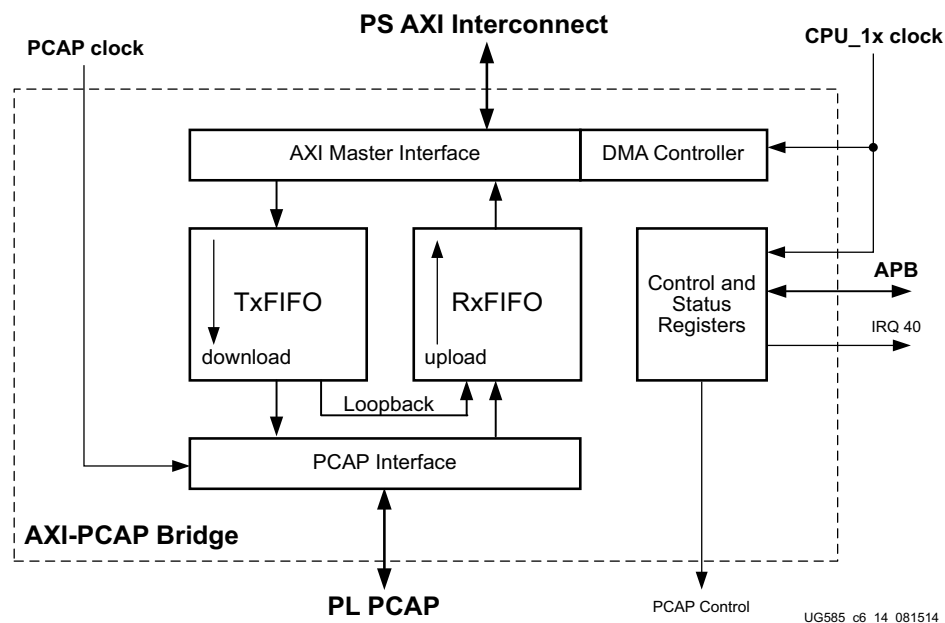 PS AXI Interconnect
PCAP clock
CPU_1x clock
AXI Master Interface
DMA Controller
TxFIFO
download
RxFIFO
upload
Control and
Status
Registers
APB
IRQ 40
Loopback
PCAP Interface
AXI-PCAP Bridge
PL PCAP
PCAP Control
UG585_c6_14_081514